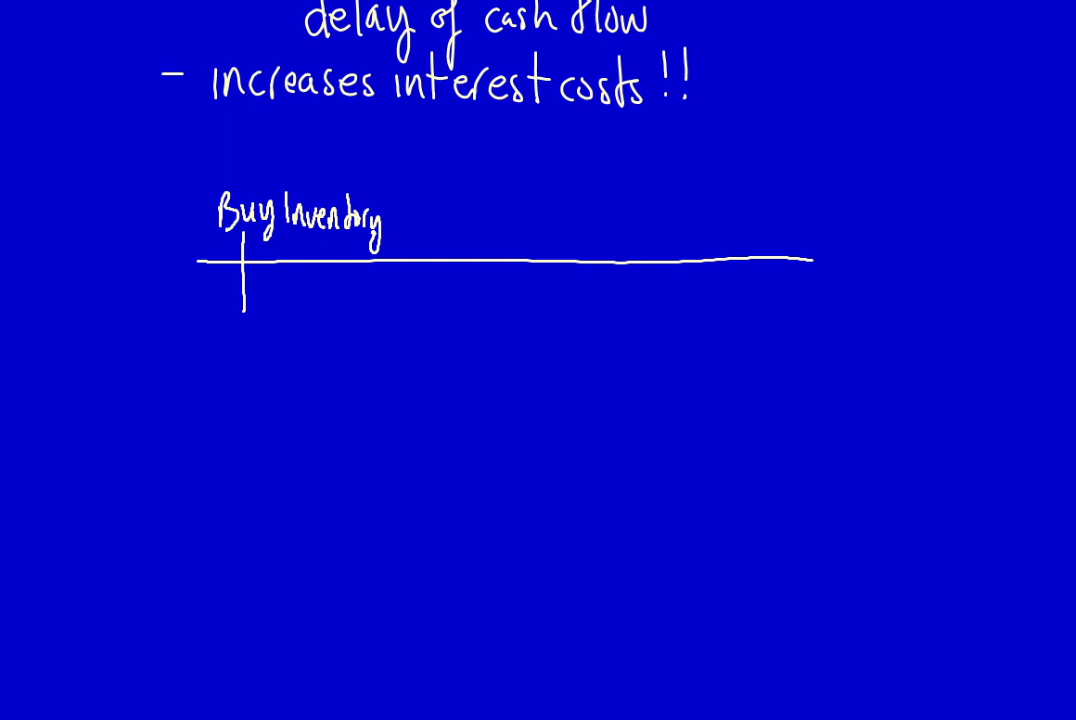 delay of cash flow
- increases interest costs!!
Buy Inventory